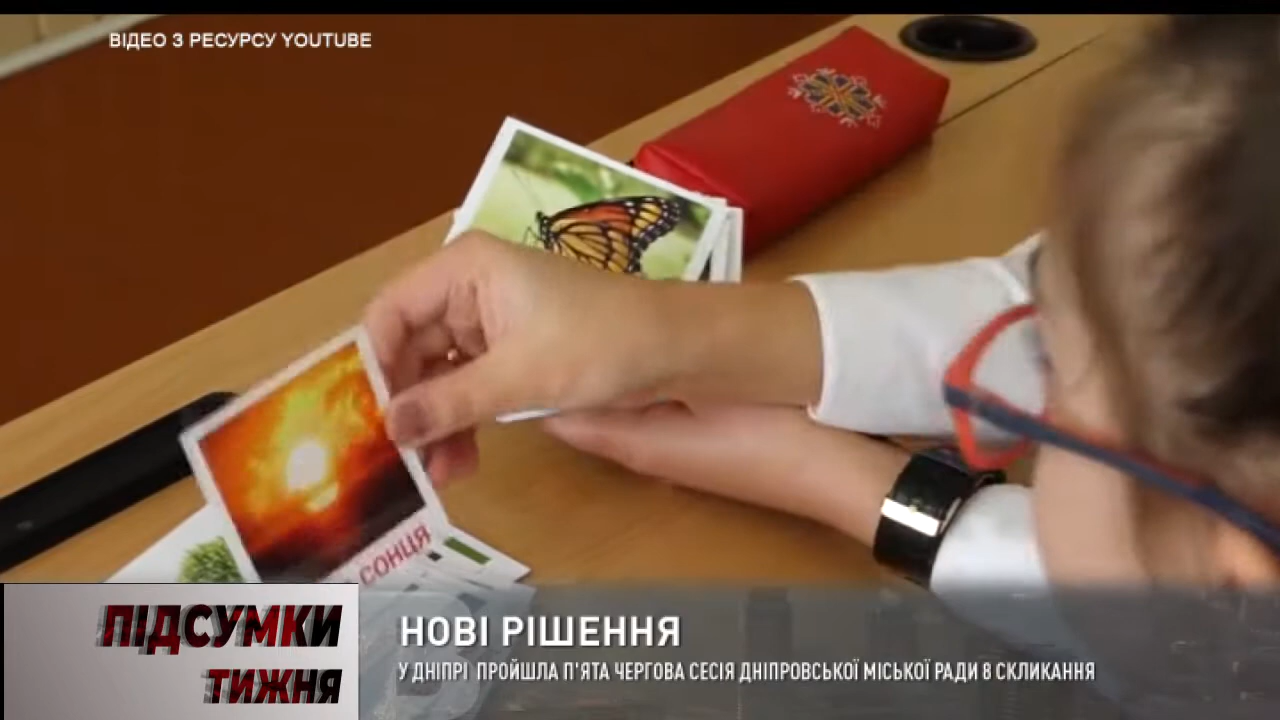 ВІДЕО З РЕСУРСУ YOUTUBE
СОНЦЯ
ПІДСУМКИ
ТИЖНЯ
НОВІ РІШЕННЯ
У ДНІПРІ ПРОЙШЛА П'ЯТА ЧЕРГОВА СЕСІЯ ДНІПРОВСЬКОЇ МІСЬКОЇ РАДИ 8 СКЛИКАННЯ